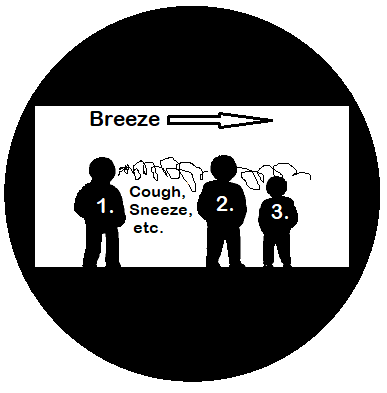 Breeze
Cough,
1.
Sneeze,
2.
3.
etc.